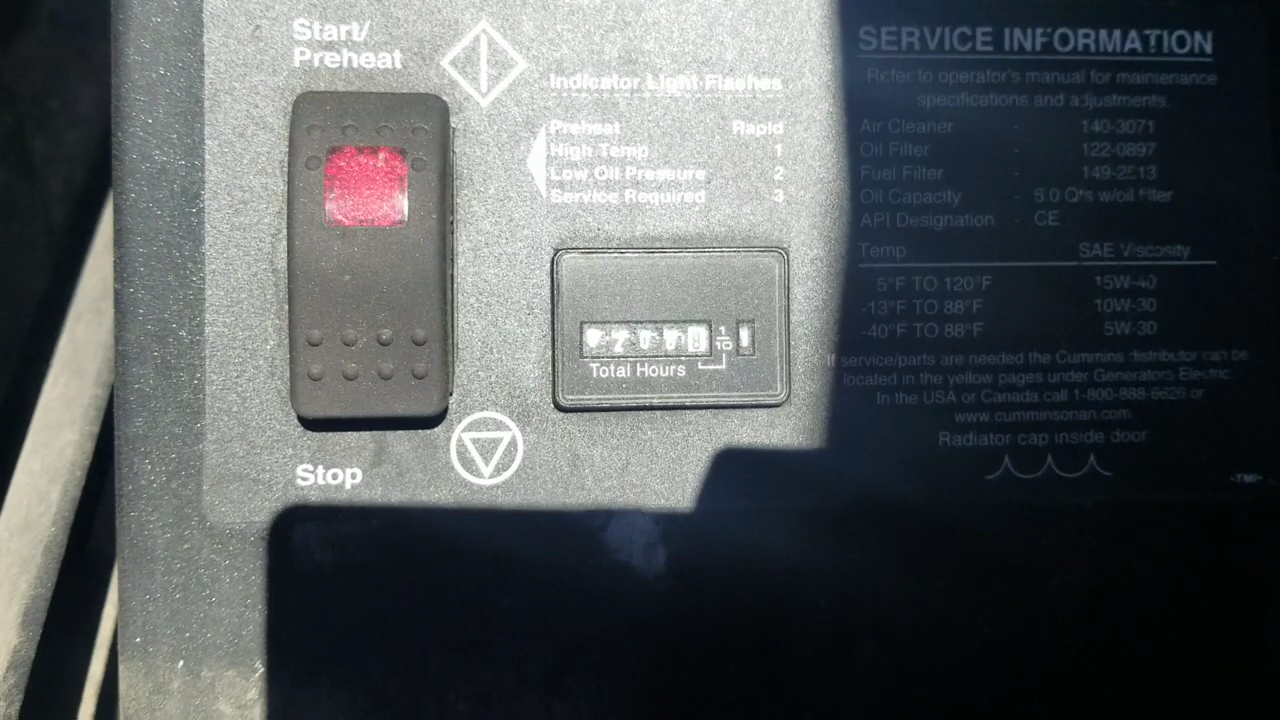 Start/
Preheat
Indicator Light Flashes
Preheat Rapid
High Temp 1
Low Oil Pressure 2
Service Required 3
Total Hours
1/10
Stop
SERVICE INFORMATION
Refer to operator's manual for maintenance
specifications and adjustments.
Air Cleaner - 140-3071
Oil Filter - 122-0897
Fuel Filter - 149-2513
Oil Capacity - 6.0 Qts w/oil filter
API Designation - CE
Temp SAE Viscosity
5°F TO 120°F 15W-40
-13°F TO 88°F 10W-30
-40°F TO 88°F 5W-30
If service/parts are needed the Cummins distributor can be
located in the yellow pages under Generators-Electric
In the USA or Canada call 1-800-888-6626 or
www.cumminsonan.com
Radiator cap inside door